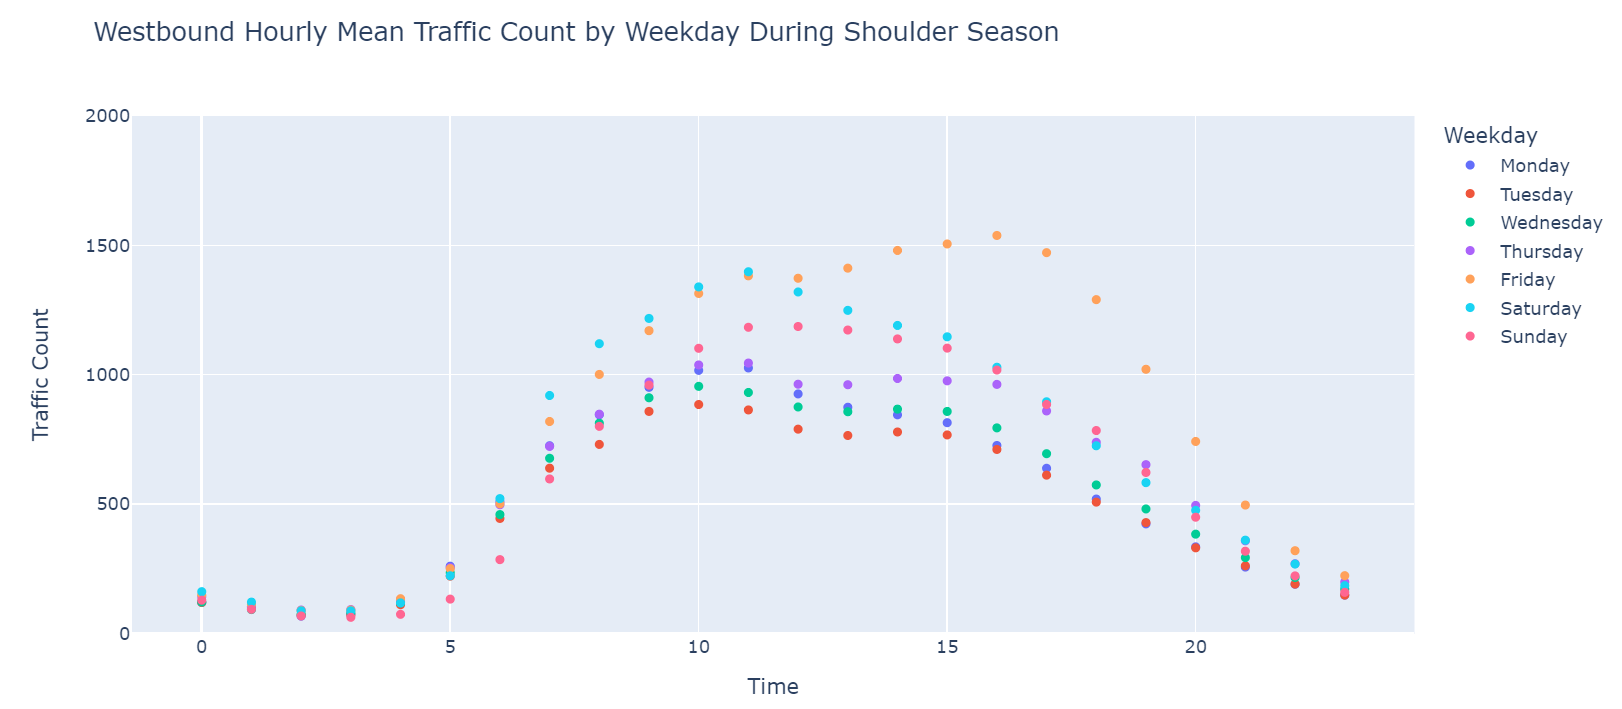 Westbound Hourly Mean Traffic Count by Weekday During Shoulder Season
2000
1500
1000
500
0
Traffic Count
0 5 10 15 20
Time
Weekday
Monday
Tuesday
Wednesday
Thursday
Friday
Saturday
Sunday